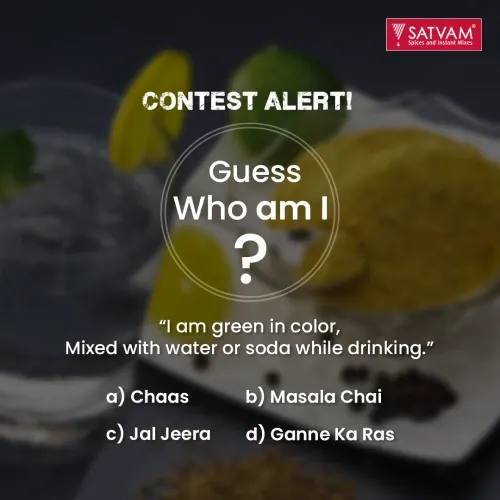 SATVAM®
Spices and Instant Mixes
CONTEST ALERT!
Guess
Who am I
?
“I am green in color,
Mixed with water or soda while drinking.”
a) Chaas b) Masala Chai
c) Jal Jeera d) Ganne Ka Ras